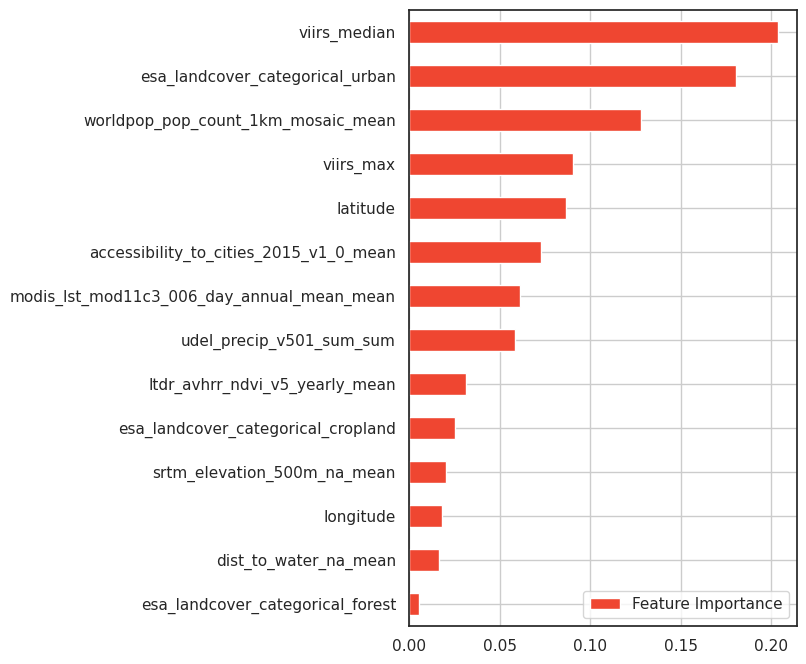 viirs_median
esa_landcover_categorical_urban
worldpop_pop_count_1km_mosaic_mean
viirs_max
latitude
accessibility_to_cities_2015_v1_0_mean
modis_lst_mod11c3_006_day_annual_mean_mean
udel_precip_v501_sum_sum
ltdr_avhrr_ndvi_v5_yearly_mean
esa_landcover_categorical_cropland
srtm_elevation_500m_na_mean
longitude
dist_to_water_na_mean
esa_landcover_categorical_forest
Feature Importance
0.00 0.05 0.10 0.15 0.20